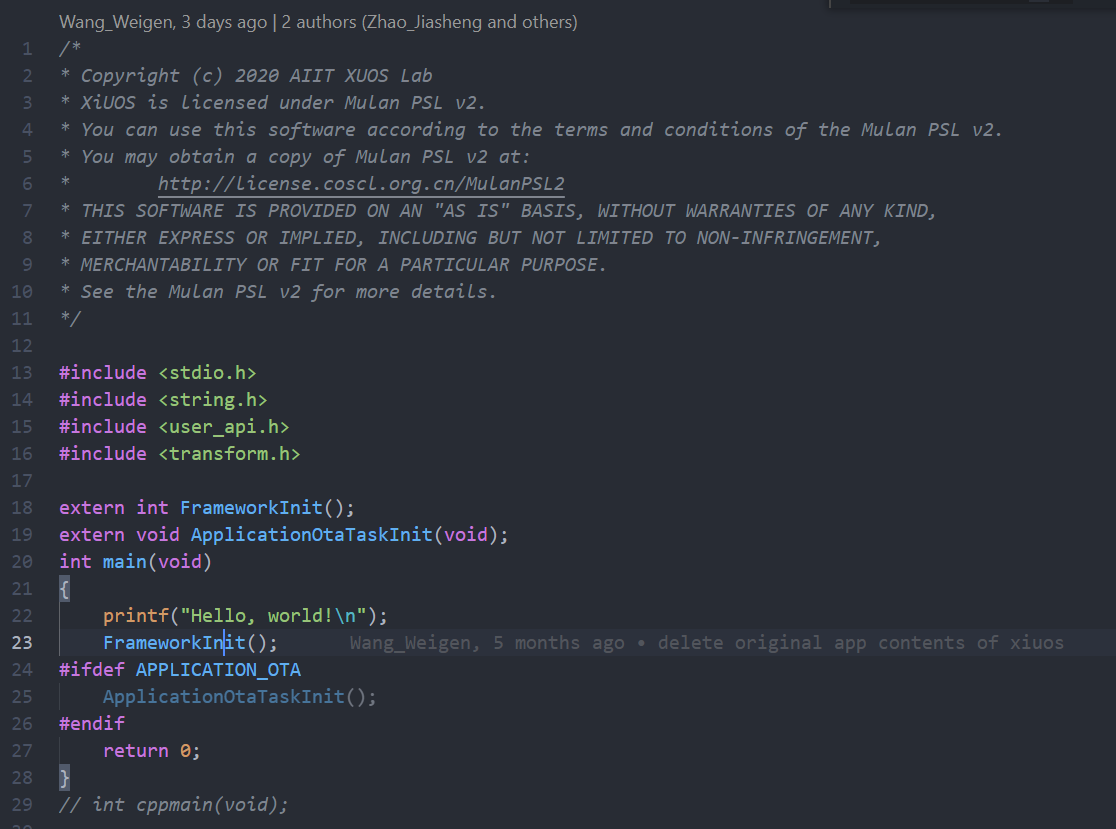 Wang_Weigen, 3 days ago | 2 authors (Zhao_Jiasheng and others)
1 /*
2 * Copyright (c) 2020 AIIT XUOS Lab
3 * XiUOS is licensed under Mulan PSL v2.
4 * You can use this software according to the terms and conditions of the Mulan PSL v2.
5 * You may obtain a copy of Mulan PSL v2 at:
6 *        http://license.coscl.org.cn/MulanPSL2
7 * THIS SOFTWARE IS PROVIDED ON AN "AS IS" BASIS, WITHOUT WARRANTIES OF ANY KIND,
8 * EITHER EXPRESS OR IMPLIED, INCLUDING BUT NOT LIMITED TO NON-INFRINGEMENT,
9 * MERCHANTABILITY OR FIT FOR A PARTICULAR PURPOSE.
10 * See the Mulan PSL v2 for more details.
11 */
12
13 #include <stdio.h>
14 #include <string.h>
15 #include <user_api.h>
16 #include <transform.h>
17
18 extern int FrameworkInit();
19 extern void ApplicationOtaTaskInit(void);
20 int main(void)
21 {
22     printf("Hello, world!\n");
23     FrameworkInit();      Wang_Weigen, 5 months ago • delete original app contents of xiuos
24 #ifdef APPLICATION_OTA
25     ApplicationOtaTaskInit();
26 #endif
27     return 0;
28 }
29 // int cppmain(void);